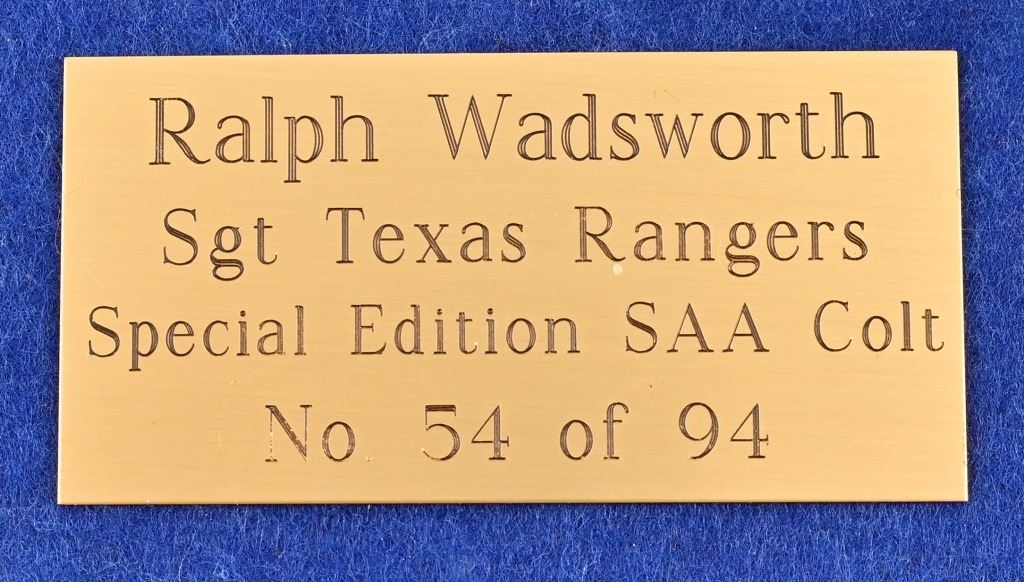 Ralph Wadsworth
Sgt Texas Rangers
Special Edition SAA Colt
No. 54 of 94